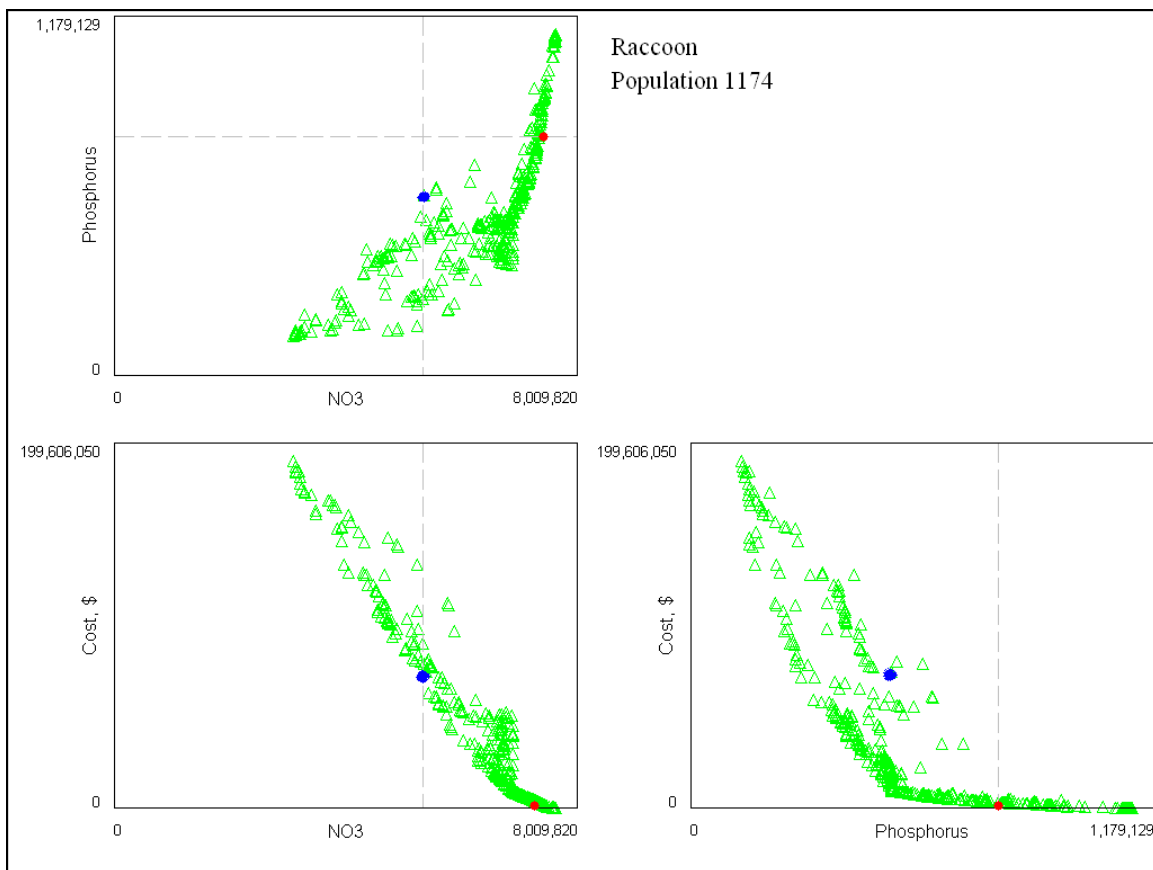 1,179,129
Raccoon
Population 1174
Phosphorus
0
0
NO3
8,009,820
199,606,050
Cost, $
0
0
NO3
8,009,820
199,606,050
Cost, $
0
0
Phosphorus
1,179,129